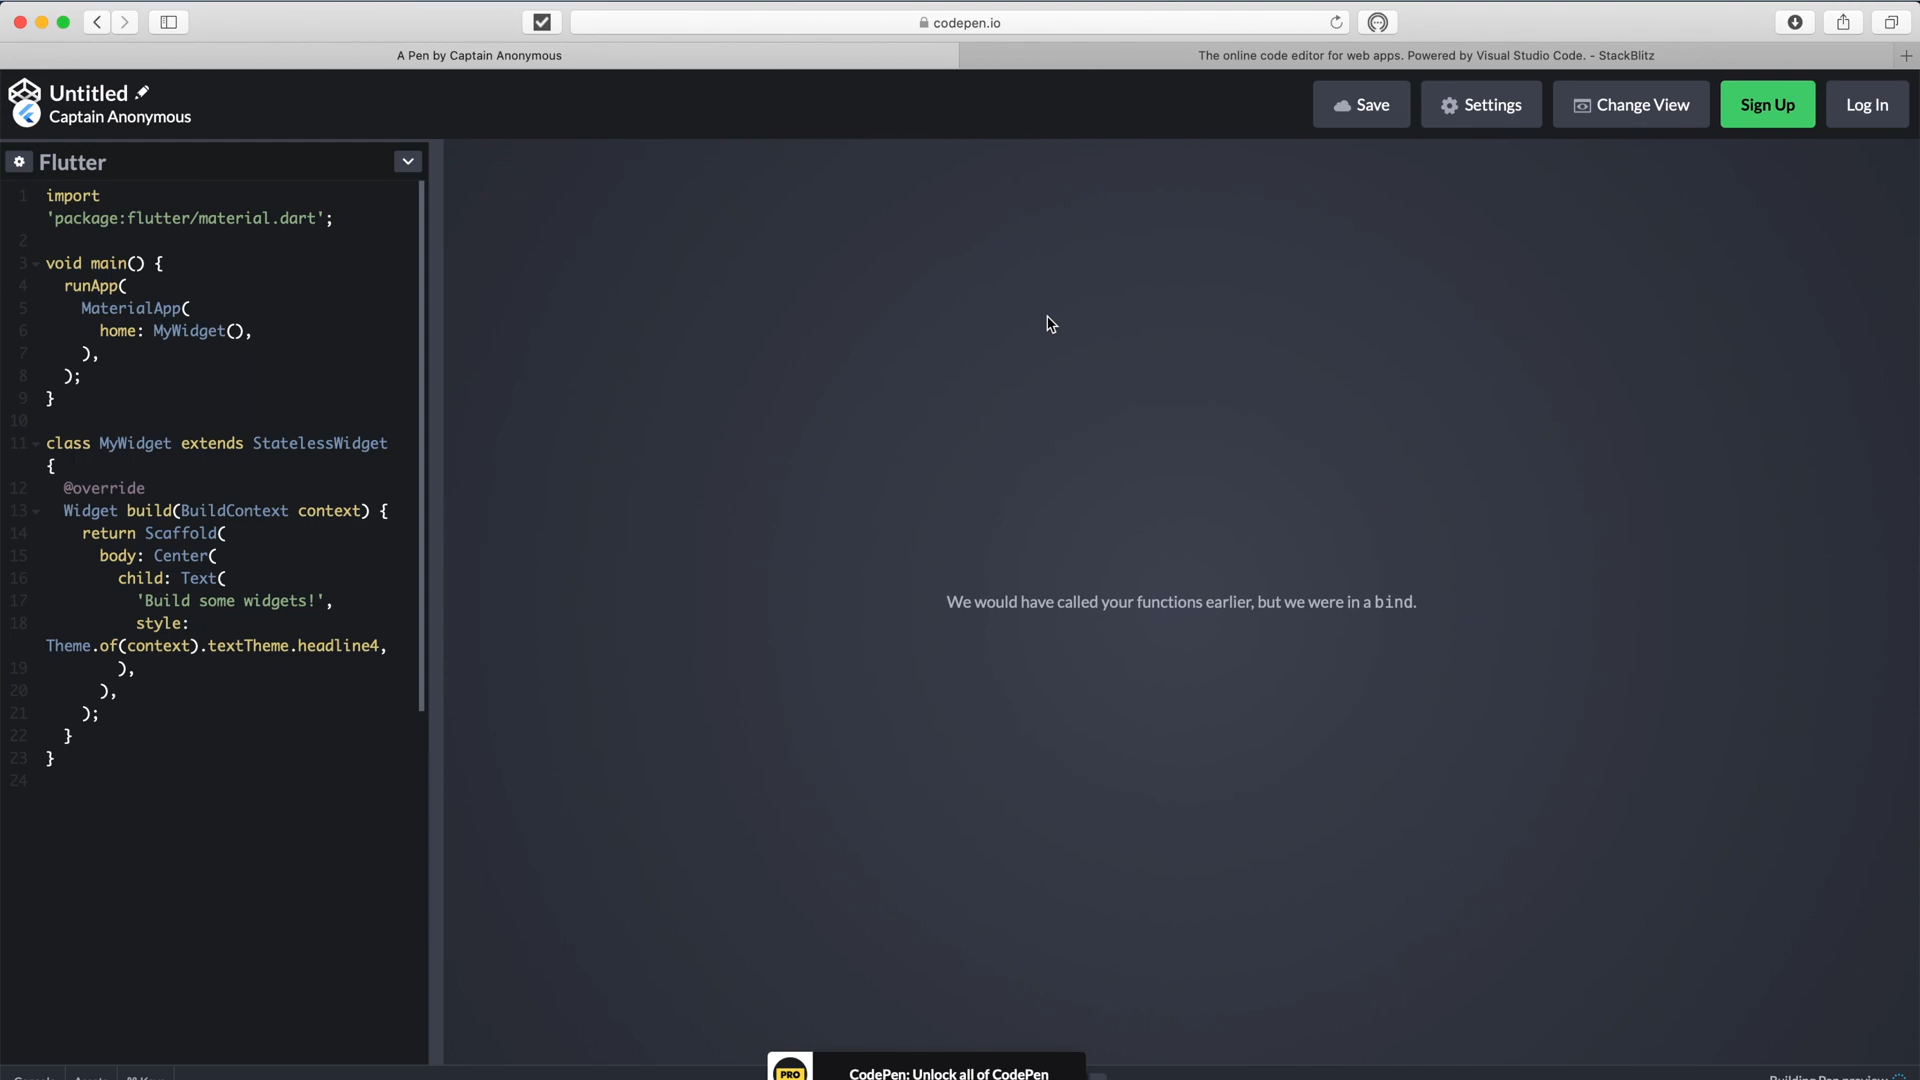 codepen.io
A Pen by Captain Anonymous
The online code editor for web apps. Powered by Visual Studio Code. - StackBlitz
Untitled
Captain Anonymous
Save
Settings
Change View
Sign Up
Log In
Flutter
1 import
'package:flutter/material.dart';
2
3 void main() {
4 runApp(
5 MaterialApp(
6 home: MyWidget(),
7 ),
8 );
9 }
10
11 class MyWidget extends StatelessWidget
{
12 @override
13 Widget build(BuildContext context) {
14 return Scaffold(
15 body: Center(
16 child: Text(
17 'Build some widgets!',
18 style:
Theme.of(context).textTheme.headline4,
19 ),
20 ),
21 );
22 }
23 }
24
We would have called your functions earlier, but we were in a bind.
PRO
CodePen: Unlock all of CodePen
Building Pen preview